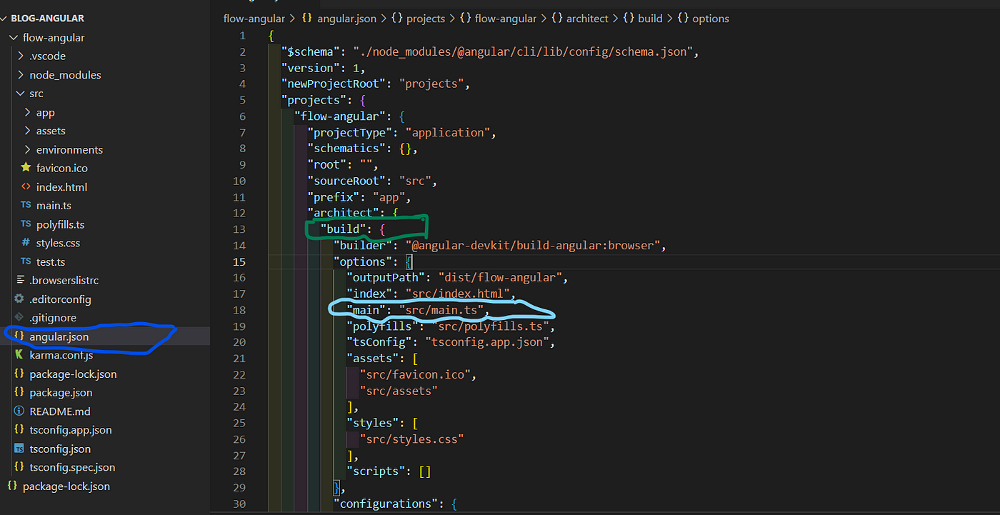 BLOG-ANGULAR
flow-angular
.vscode
node_modules
src
app
assets
environments
favicon.ico
<> index.html
TS main.ts
TS polyfills.ts
# styles.css
TS test.ts
.browserslistrc
.editorconfig
.gitignore
{} angular.json
K karma.conf.js
{} package-lock.json
{} package.json
README.md
{} tsconfig.app.json
TS tsconfig.json
{} tsconfig.spec.json
{} package-lock.json
flow-angular > {} angular.json > {} projects > {} flow-angular > {} architect > {} build > {} options
1 {
2 "$schema": "./node_modules/@angular/cli/lib/config/schema.json",
3 "version": 1,
4 "newProjectRoot": "projects",
5 "projects": {
6 "flow-angular": {
7 "projectType": "application",
8 "schematics": {},
9 "root": "",
10 "sourceRoot": "src",
11 "prefix": "app",
12 "architect": {
13 "build": {
14 "builder": "@angular-devkit/build-angular:browser",
15 "options": {
16 "outputPath": "dist/flow-angular",
17 "index": "src/index.html",
18 "main": "src/main.ts",
19 "polyfills": "src/polyfills.ts",
20 "tsConfig": "tsconfig.app.json",
21 "assets": [
22 "src/favicon.ico",
23 "src/assets"
24 ],
25 "styles": [
26 "src/styles.css"
27 ],
28 "scripts": []
29 },
30 "configurations": {